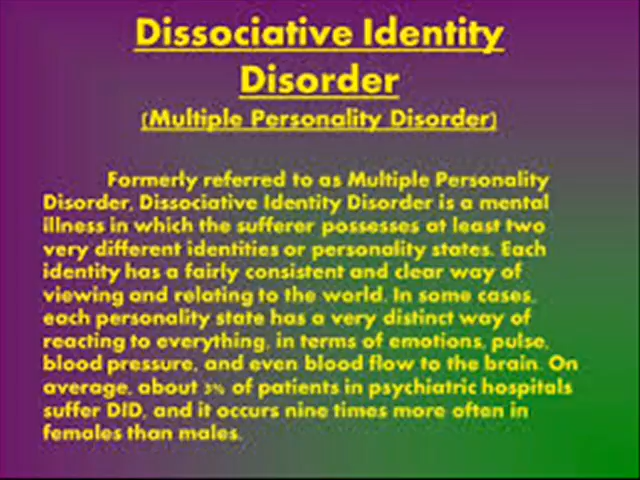 Dissociative Identity
Disorder
(Multiple Personality Disorder)
Formerly referred to as Multiple Personality
Disorder, Dissociative Identity Disorder is a mental
illness in which the sufferer possesses at least two
very different identities or personality states. Each
identity has a fairly consistent and clear way of
viewing and relating to the world. In some cases,
each personality state has a very distinct way of
reacting to everything, in terms of emotions, pulse,
blood pressure, and even blood flow to the brain. On
average, about 3% of patients in psychiatric hospitals
suffer DID, and it occurs nine times more often in
females than males.